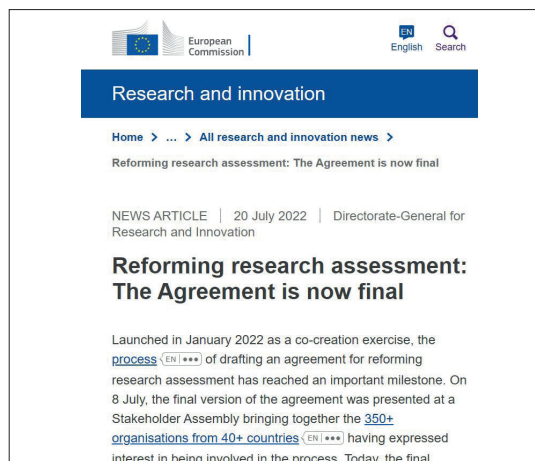 European
Commission
EN
English
Search
Research and innovation
Home > ... > All research and innovation news >
Reforming research assessment: The Agreement is now final
NEWS ARTICLE | 20 July 2022 | Directorate-General for
Research and Innovation
Reforming research assessment:
The Agreement is now final
Launched in January 2022 as a co-creation exercise, the
process EN ••• of drafting an agreement for reforming
research assessment has reached an important milestone. On
8 July, the final version of the agreement was presented at a
Stakeholder Assembly bringing together the 350+
organisations from 40+ countries EN ••• having expressed
interest in being involved in the process. Today, the final